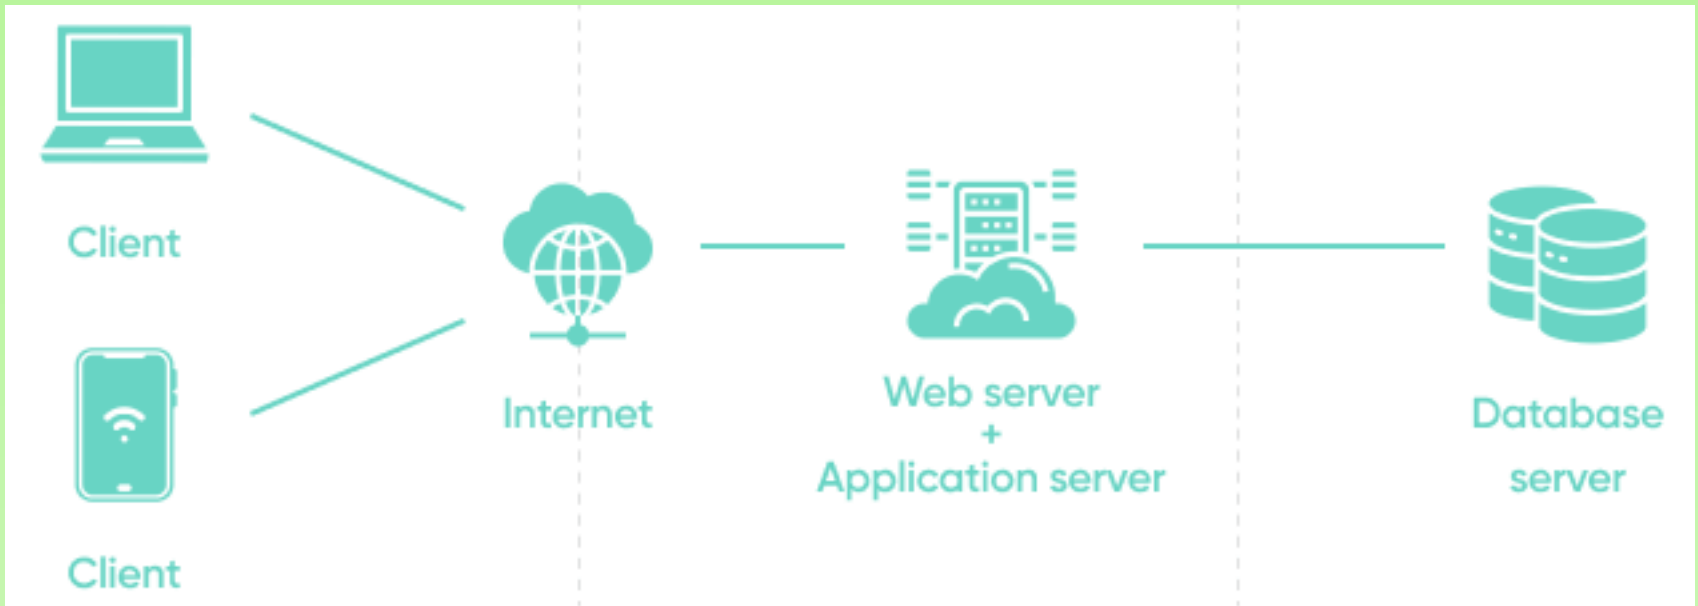 Client
Client
Internet
Web server
+
Application server
Database
server